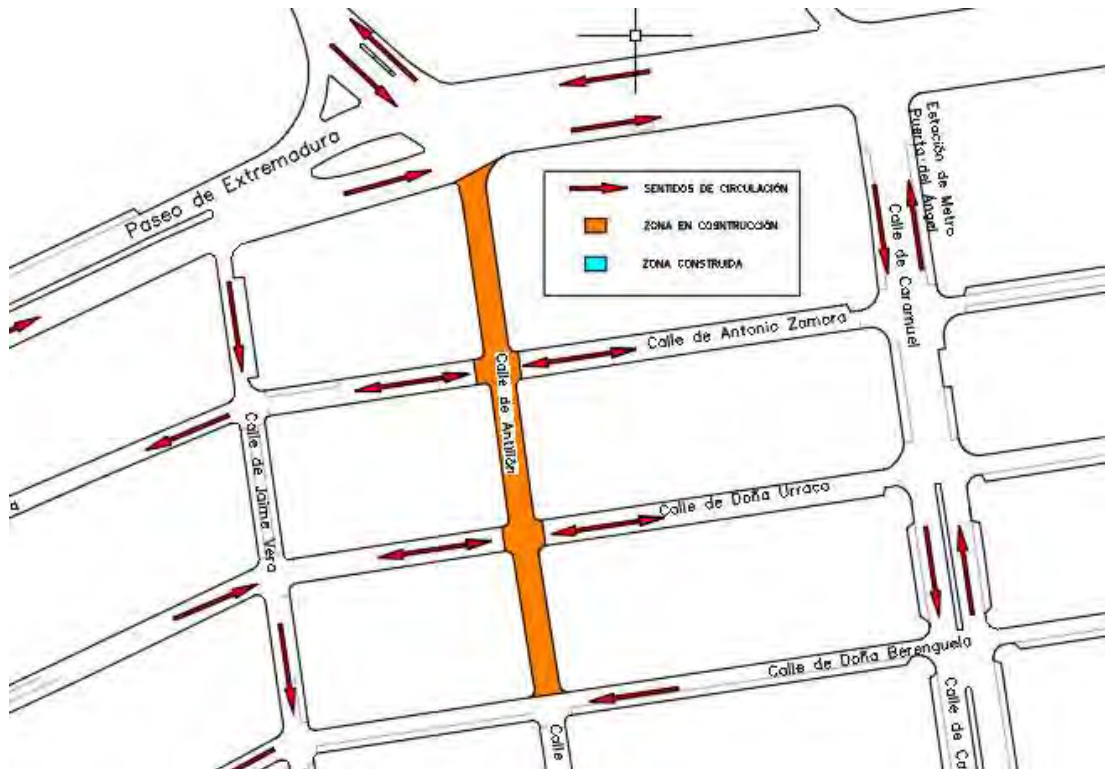 Paseo de Extremadura
Estación de Metro
Puerta del Ángel
SENTIDOS DE CIRCULACIÓN
ZONA EN COSNTRUCCIÓN
ZONA CONSTRUIDA
Calle de Caramuel
Calle de Antonio Zamora
Calle de Antillón
Calle de Jaime Vera
Calle de Doña Urraca
Calle de Doña Berenguela
Calle
Calle de Ca